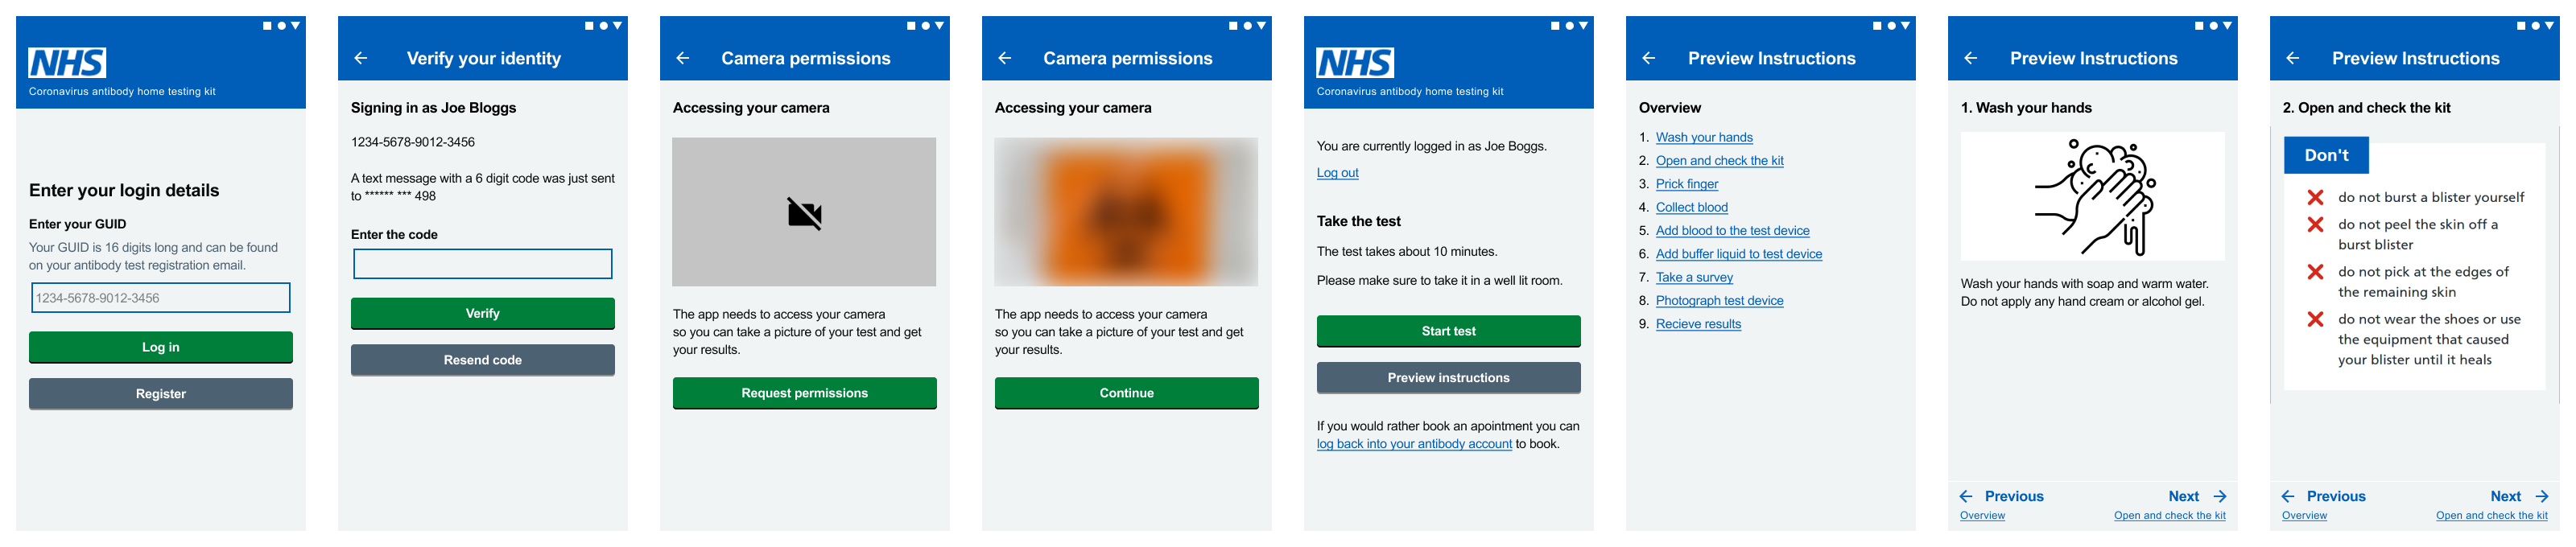 NHS
Coronavirus antibody home testing kit
Enter your login details
Enter your GUID
Your GUID is 16 digits long and can be found
on your antibody test registration email.
1234-5678-9012-3456
Log in
Register
Verify your identity
Signing in as Joe Bloggs
1234-5678-9012-3456
A text message with a 6 digit code was just sent
to ****** *** 498
Enter the code
Verify
Resend code
Camera permissions
Accessing your camera
The app needs to access your camera
so you can take a picture of your test and get
your results.
Request permissions
Camera permissions
Accessing your camera
The app needs to access your camera
so you can take a picture of your test and get
your results.
Continue
NHS
Coronavirus antibody home testing kit
You are currently logged in as Joe Boggs.
Log out
Take the test
The test takes about 10 minutes.
Please make sure to take it in a well lit room.
Start test
Preview instructions
If you would rather book an apointment you can
log back into your antibody account to book.
Preview Instructions
Overview
1. Wash your hands
2. Open and check the kit
3. Prick finger
4. Collect blood
5. Add blood to the test device
6. Add buffer liquid to test device
7. Take a survey
8. Photograph test device
9. Recieve results
Preview Instructions
1. Wash your hands
Wash your hands with soap and warm water.
Do not apply any hand cream or alcohol gel.
Previous
Overview
Next
Open and check the kit
Preview Instructions
2. Open and check the kit
Don't
do not burst a blister yourself
do not peel the skin off a
burst blister
do not pick at the edges of
the remaining skin
do not wear the shoes or use
the equipment that caused
your blister until it heals
Previous
Overview
Next
Open and check the kit